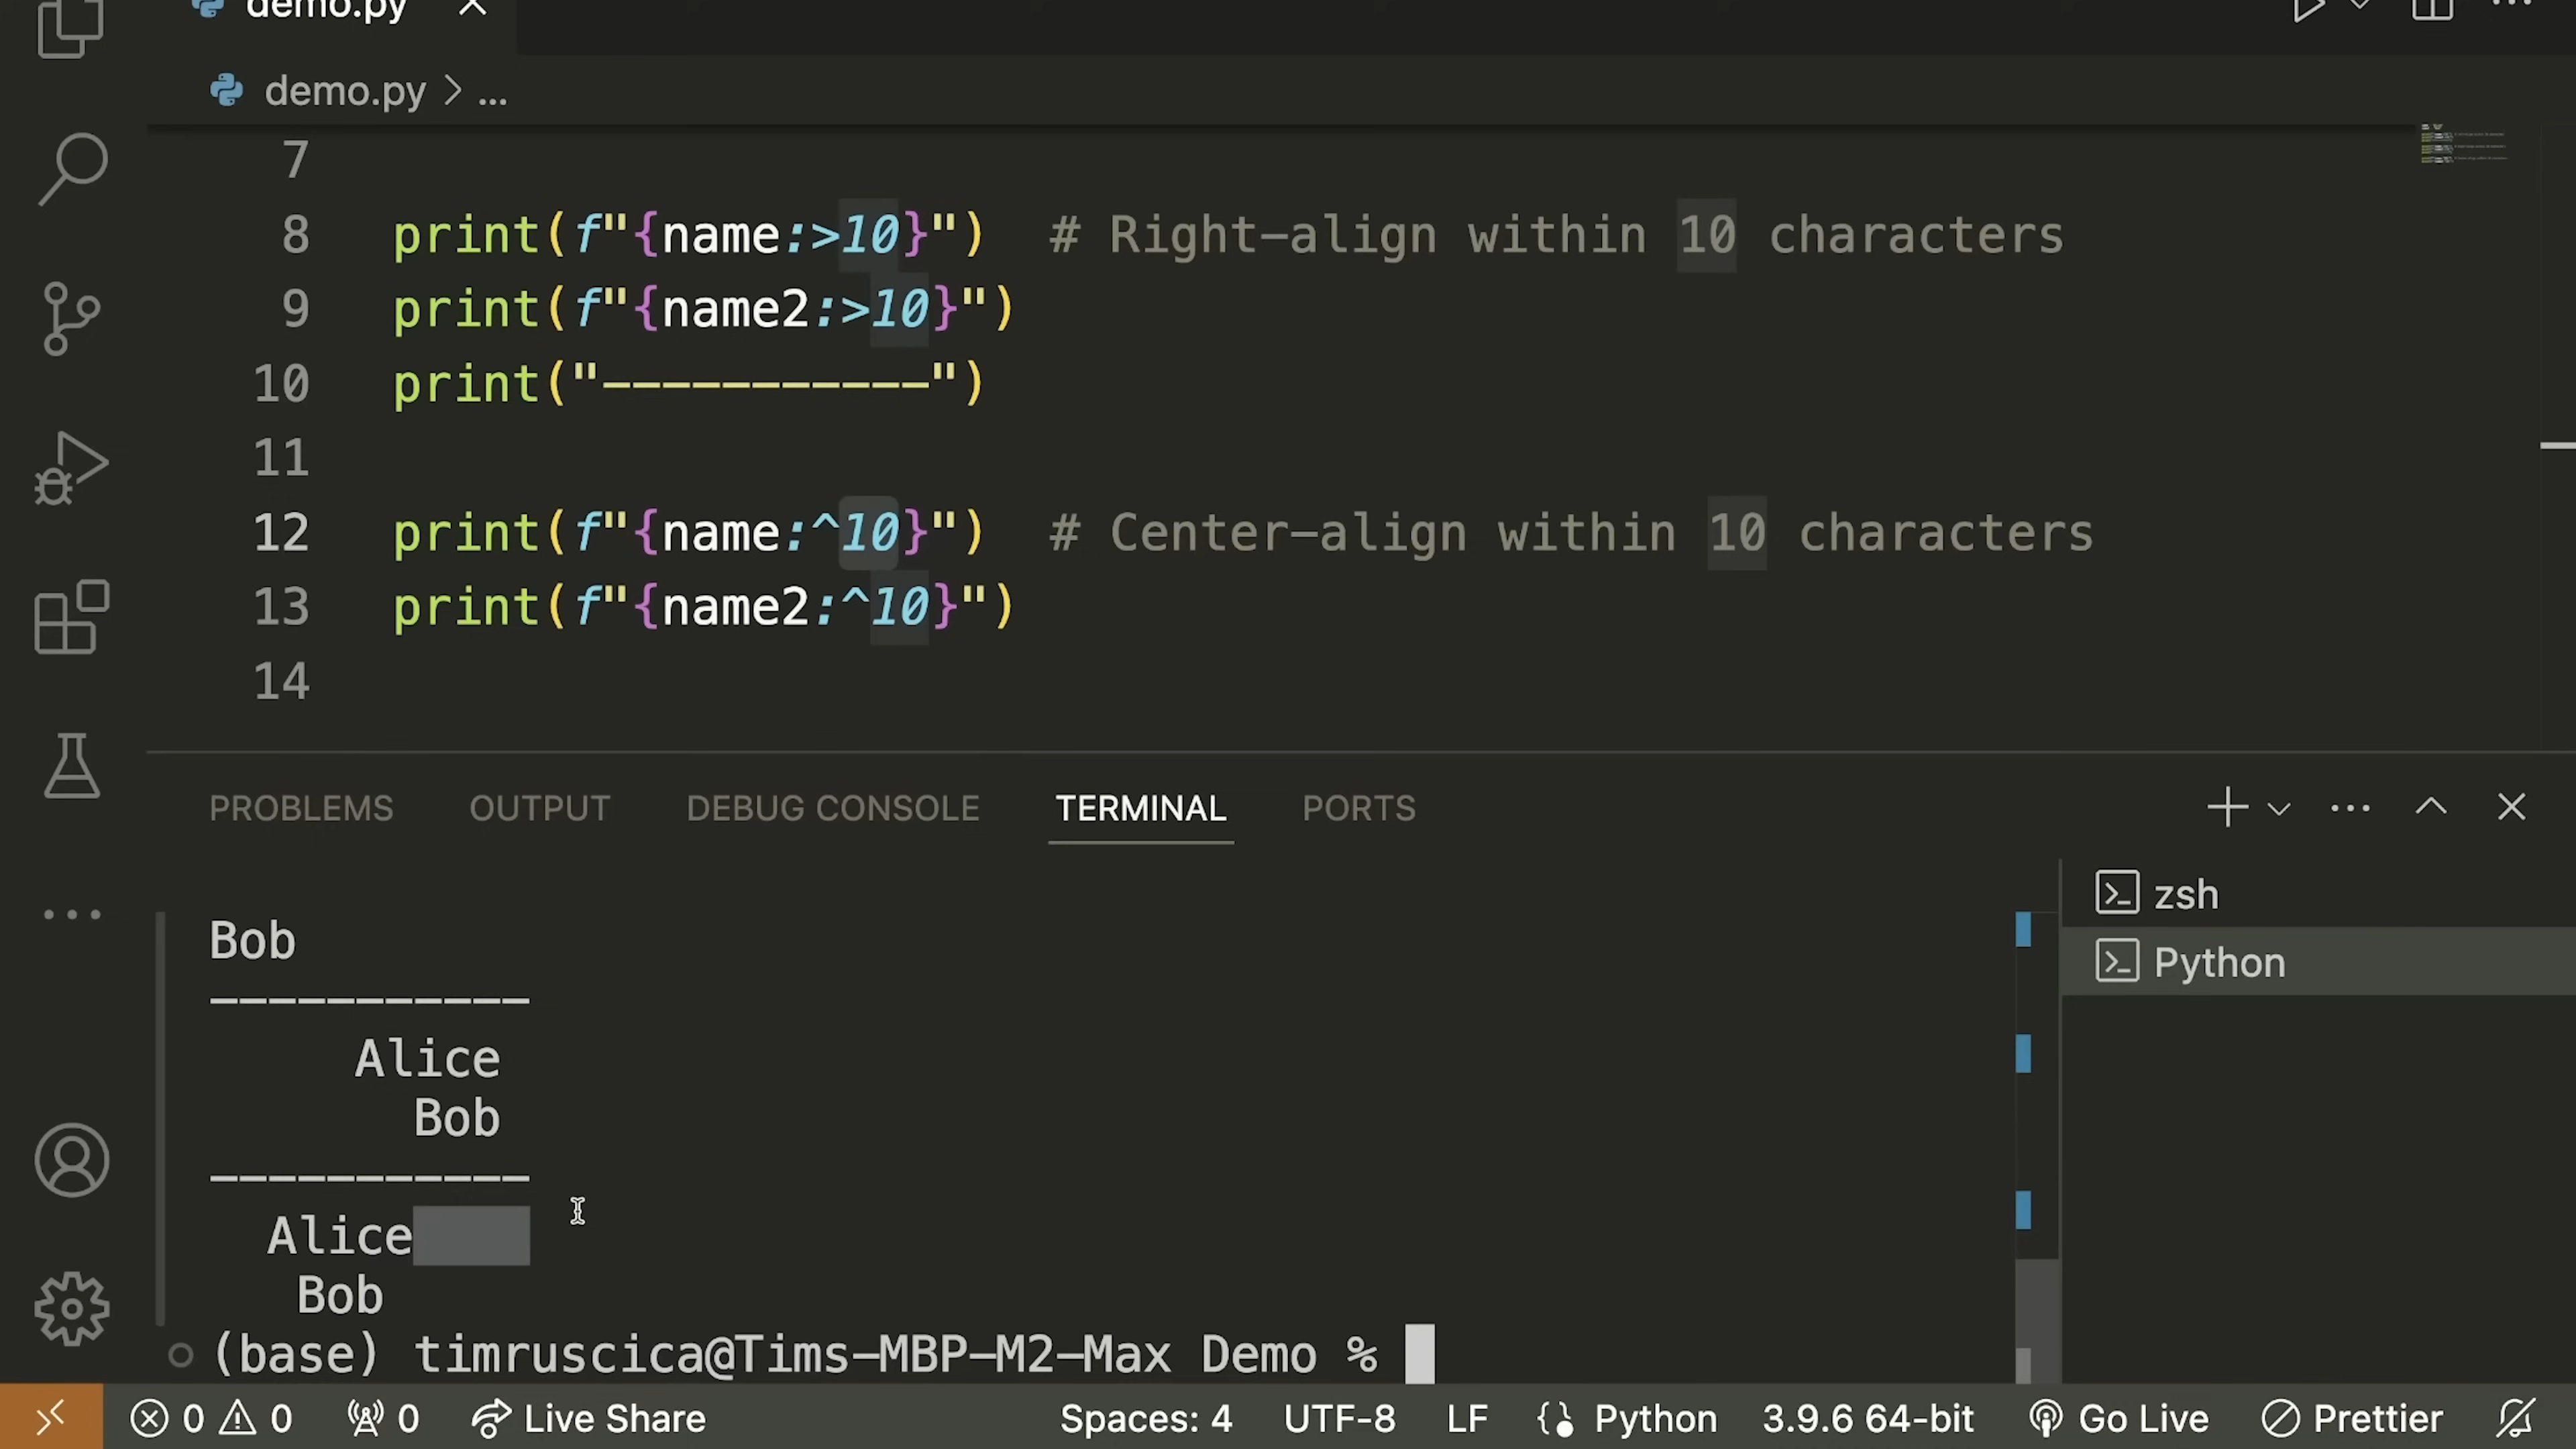 demo.py
demo.py > ...
7
8 print(f"{name:>10}")  # Right-align within 10 characters
9 print(f"{name2:>10}")
10 print("-----------")
11
12 print(f"{name:^10}")  # Center-align within 10 characters
13 print(f"{name2:^10}")
14
PROBLEMS OUTPUT DEBUG CONSOLE TERMINAL PORTS
zsh
Python
Bob
-----------
     Alice
       Bob
-----------
  Alice
   Bob
(base) timruscica@Tims-MBP-M2-Max Demo %
0 0 0 Live Share Spaces: 4 UTF-8 LF Python 3.9.6 64-bit Go Live Prettier